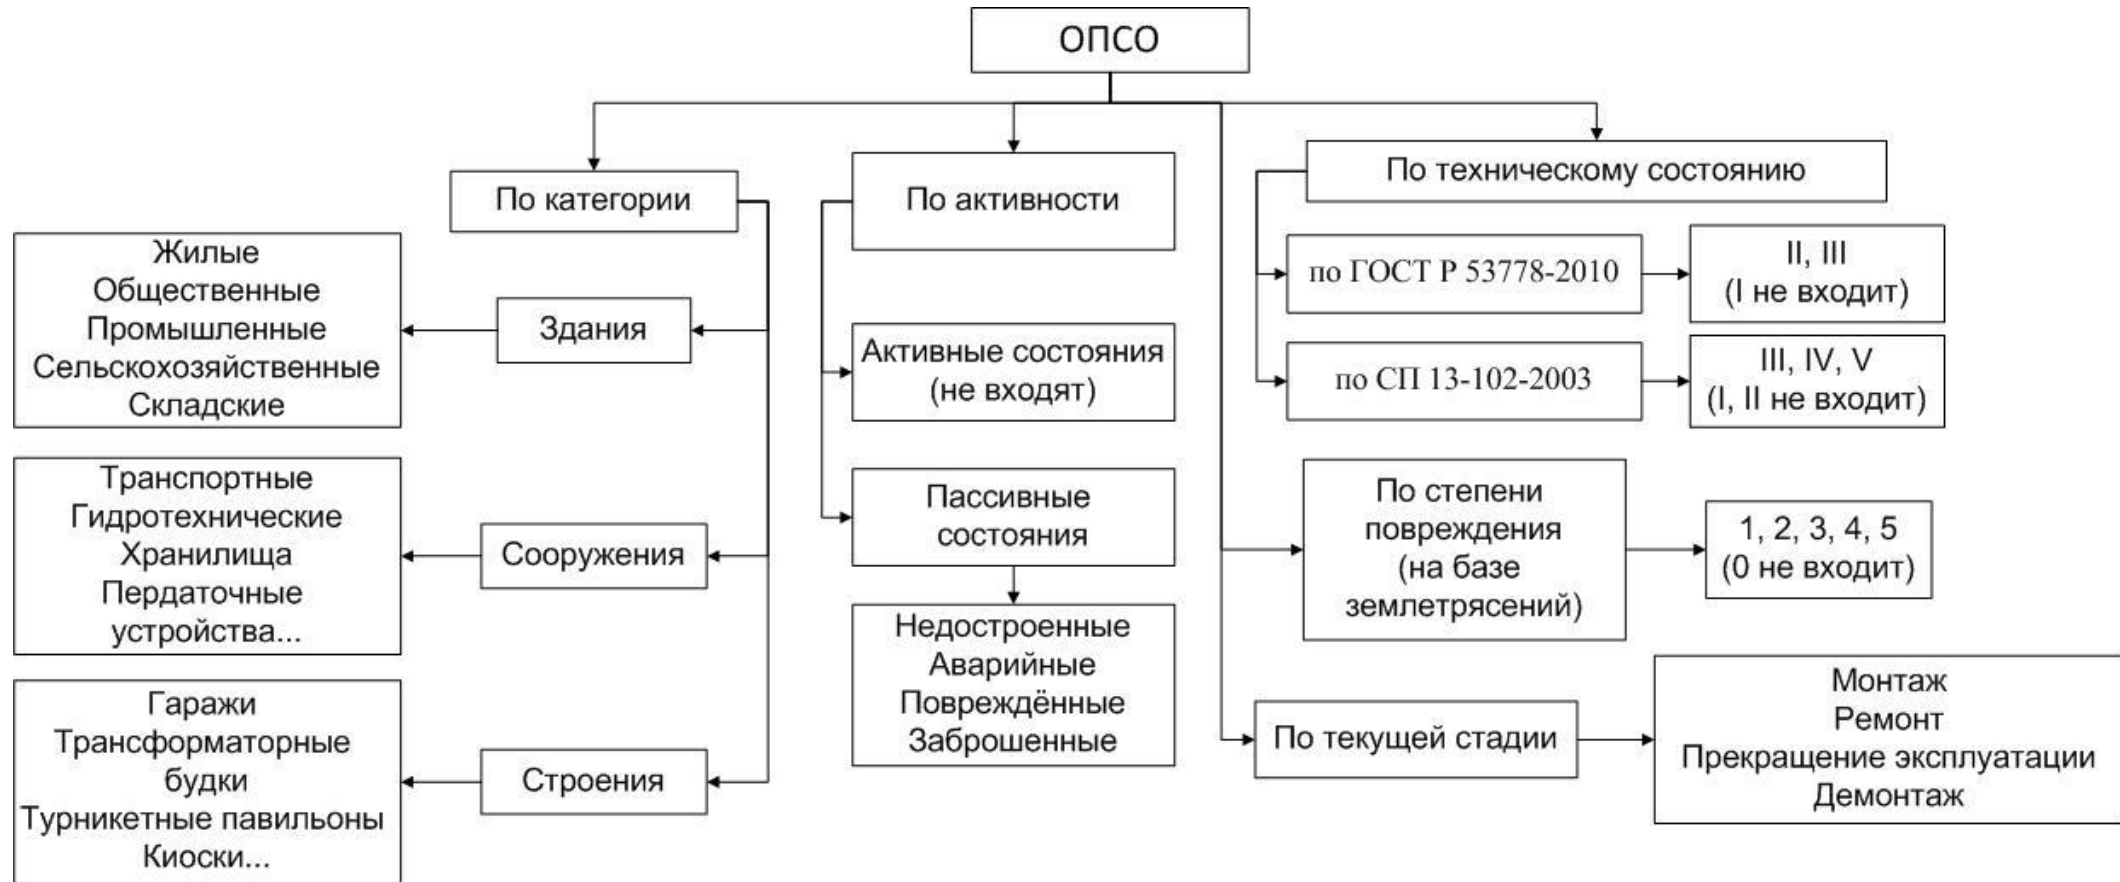 ОПСО
По категории
Здания
Жилые
Общественные
Промышленные
Сельскохозяйственные
Складские
Сооружения
Транспортные
Гидротехнические
Хранилища
Пердаточные
устройства...
Строения
Гаражи
Трансформаторные
будки
Турникетные павильоны
Киоски...
По активности
Активные состояния
(не входят)
Пассивные
состояния
Недостроенные
Аварийные
Повреждённые
Заброшенные
По техническому состоянию
по ГОСТ Р 53778-2010
II, III
(I не входит)
по СП 13-102-2003
III, IV, V
(I, II не входит)
По степени
повреждения
(на базе
землетрясений)
1, 2, 3, 4, 5
(0 не входит)
По текущей стадии
Монтаж
Ремонт
Прекращение эксплуатации
Демонтаж